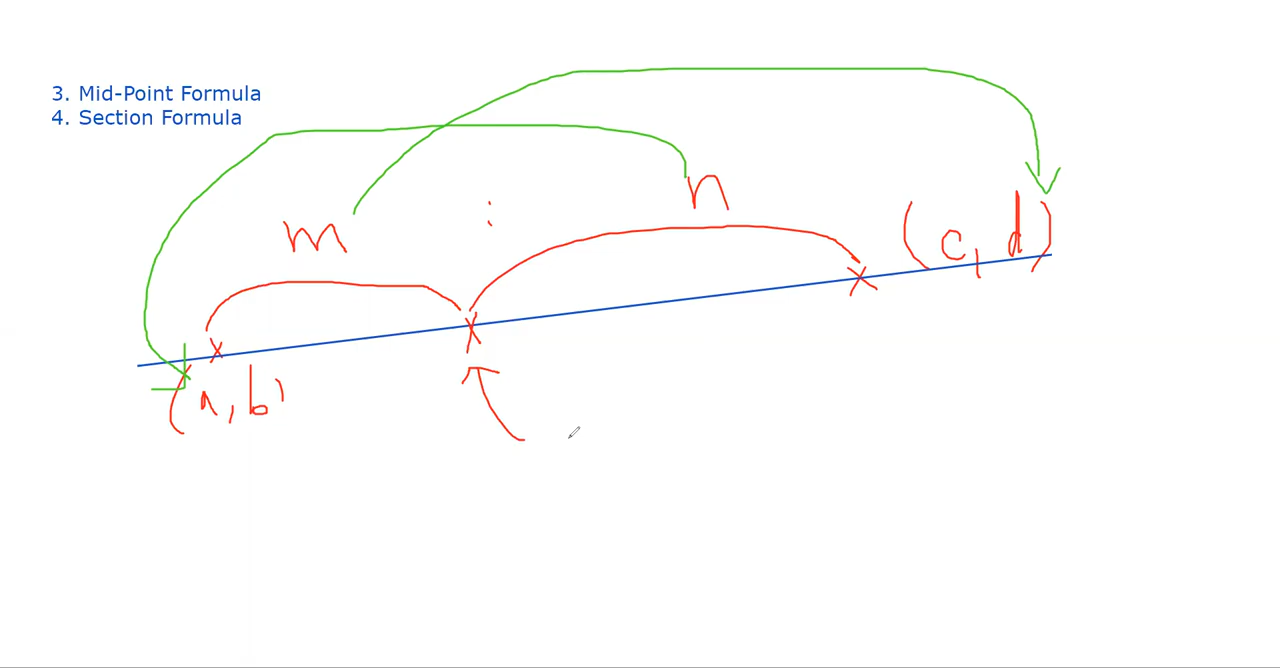 3. Mid-Point Formula
4. Section Formula
m : n
(c, d)
(a, b)